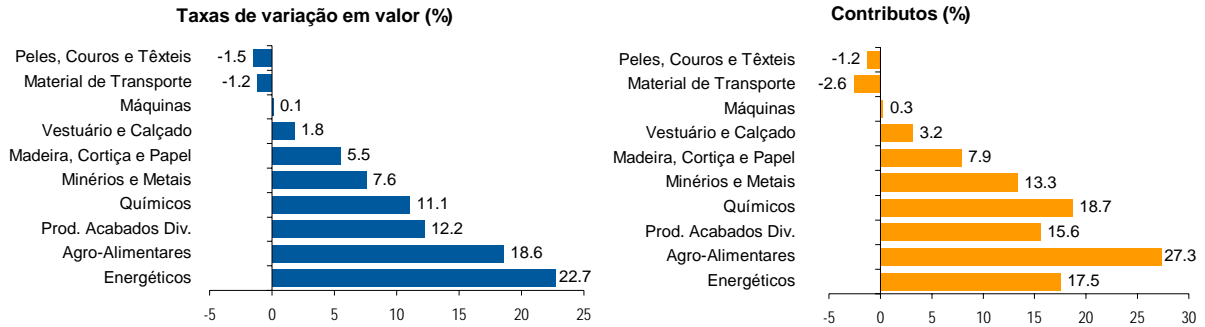 Taxas de variação em valor (%)
Peles, Couros e Têxteis -1.5
Material de Transporte -1.2
Máquinas 0.1
Vestuário e Calçado 1.8
Madeira, Cortiça e Papel 5.5
Minérios e Metais 7.6
Químicos 11.1
Prod. Acabados Div. 12.2
Agro-Alimentares 18.6
Energéticos 22.7
-5 0 5 10 15 20 25
Contributos (%)
Peles, Couros e Têxteis -1.2
Material de Transporte -2.6
Máquinas 0.3
Vestuário e Calçado 3.2
Madeira, Cortiça e Papel 7.9
Minérios e Metais 13.3
Químicos 18.7
Prod. Acabados Div. 15.6
Agro-Alimentares 27.3
Energéticos 17.5
-5 0 5 10 15 20 25 30